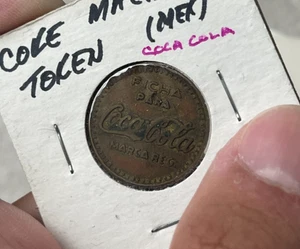 COKE MACH
TOKEN (MEX)
COCA COLA
FICHA
PARA
Coca-Cola
MARCA REG.